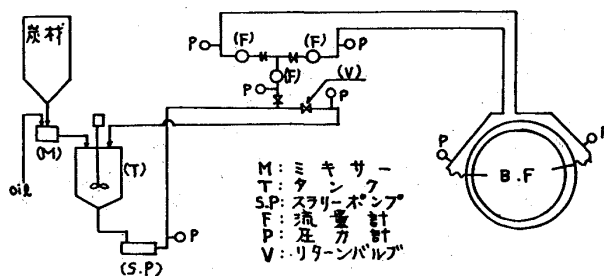 炭材
P
(F)
(F)
P
(F)
P
(V)
P
(M)
oil
(T)
P
(S.P)
P
P
B.F
M: ミキサー
T: タンク
S.P: スラリーポンプ
F: 流量計
P: 圧力計
V: リターンバルブ